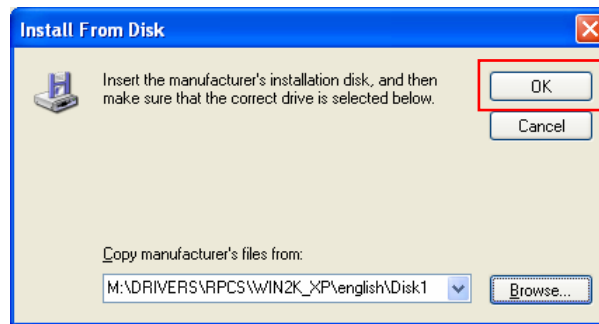 Install From Disk
Insert the manufacturer's installation disk, and then
make sure that the correct drive is selected below.
OK
Cancel
Copy manufacturer's files from:
M:\DRIVERS\RPCS\WIN2K_XP\english\Disk1
Browse...